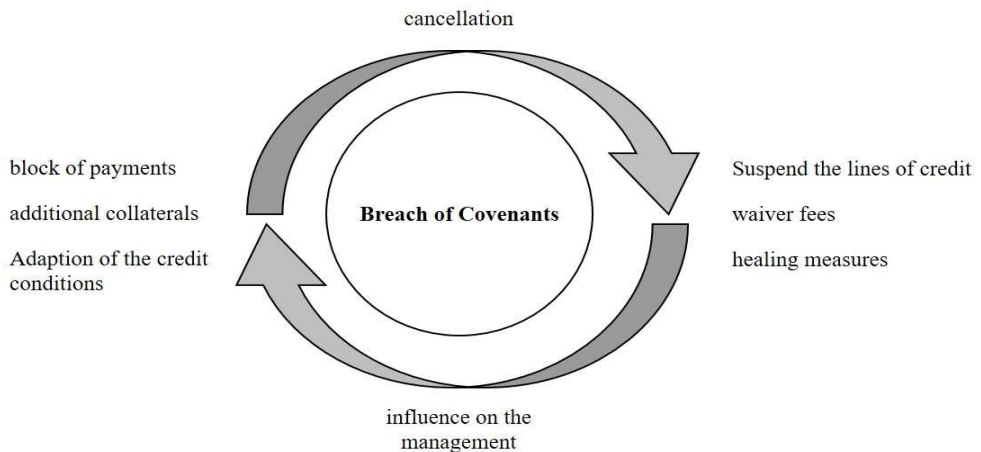 cancellation
block of payments
additional collaterals
Adaption of the credit
conditions
Breach of Covenants
Suspend the lines of credit
waiver fees
healing measures
influence on the
management